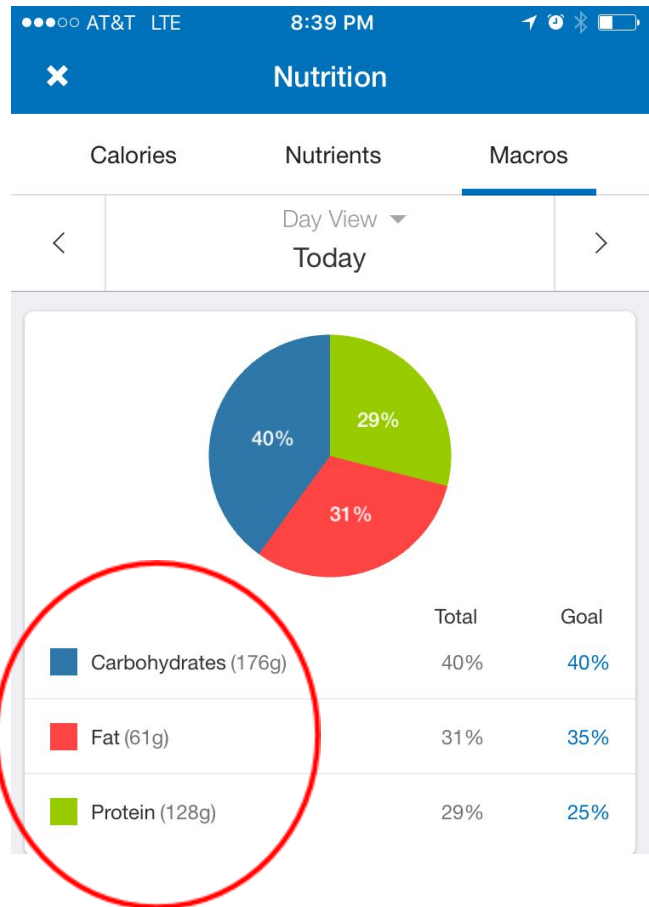 AT&T LTE 8:39 PM
Nutrition
Calories Nutrients Macros
Day View
Today
40%
29%
31%
Total Goal
Carbohydrates (176g) 40% 40%
Fat (61g) 31% 35%
Protein (128g) 29% 25%